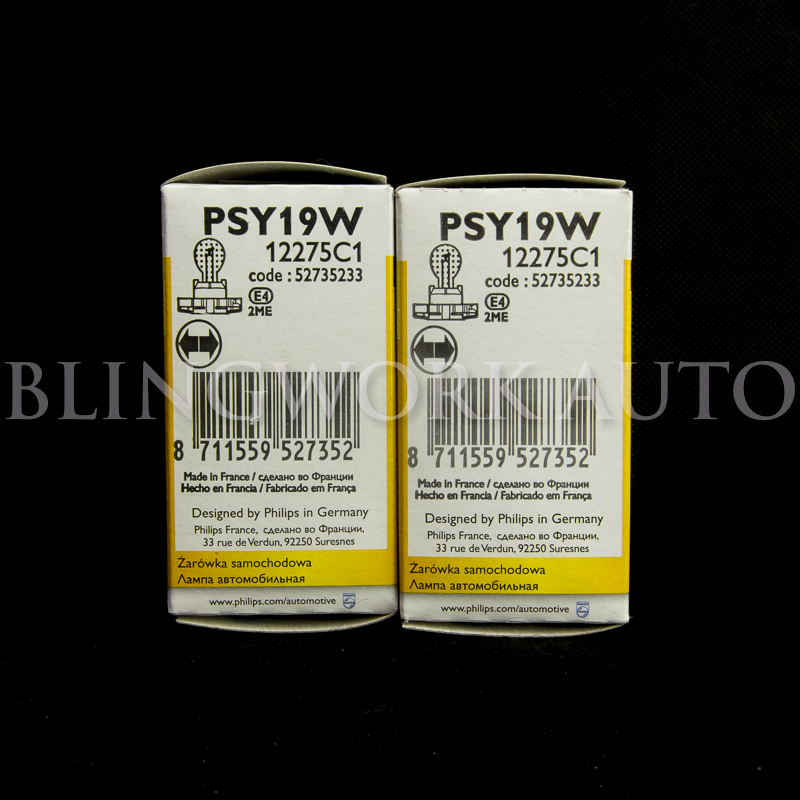 PSY19W
12275C1
code : 52735233
E4
2ME
8 711559 527352
Made in France / сделано во Франции
Hecho en Francia / Fabricado em França
Designed by Philips in Germany
Philips France, сделано во Франции,
33 rue de Verdun, 92250 Suresnes
Żarówka samochodowa
Лампа автомобильная
www.philips.com/automotive
PSY19W
12275C1
code : 52735233
E4
2ME
8 711559 527352
Made in France / сделано во Франции
Hecho en Francia / Fabricado em França
Designed by Philips in Germany
Philips France, сделано во Франции,
33 rue de Verdun, 92250 Suresnes
Żarówka samochodowa
Лампа автомобильная
www.philips.com/automotive
BLINGWORK AUTO